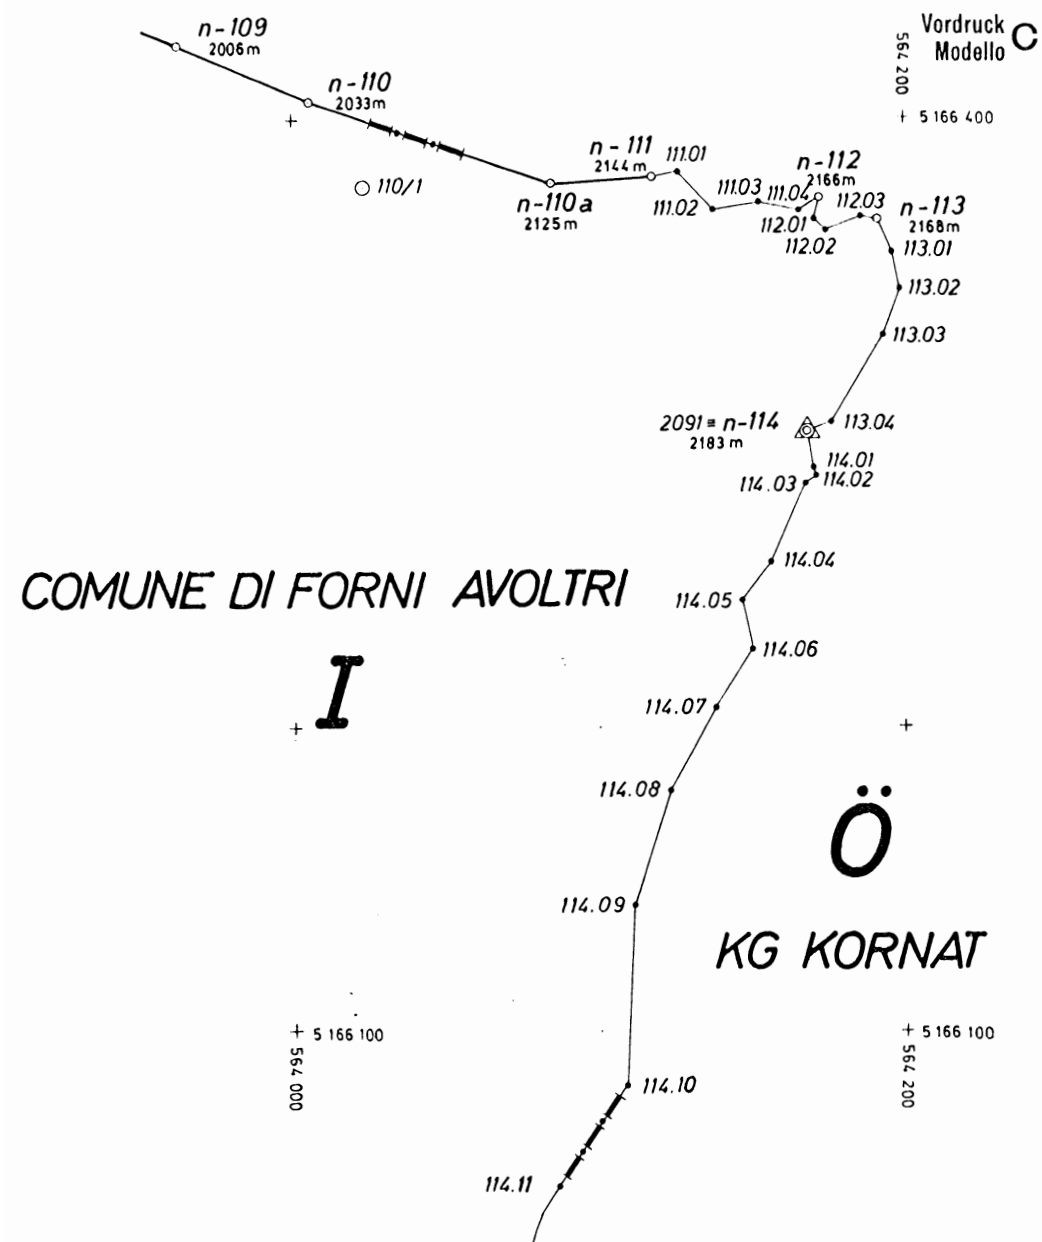 Vordruck C
Modello
n-109
2006m
564 200
n-110
2033m
5 166 400
n-111
2144m
111.01
n-112
2166m
110/1
111.03
111.04
112.03
n-110a
2125m
111.02
112.01
n-113
2168m
112.02
113.01
113.02
113.03
2091≡n-114
2183m
113.04
114.01
114.03
114.02
114.04
COMUNE DI FORNI AVOLTRI
114.05
114.06
I
114.07
114.08
Ö
114.09
KG KORNAT
5 166 100
5 166 100
564 000
564 200
114.10
114.11